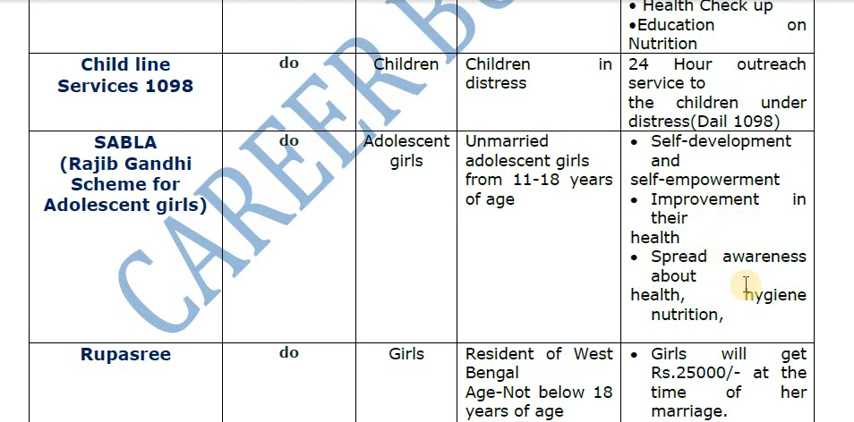 • Health Check up
•Education on
Nutrition
Child line
Services 1098
do
Children
Children in
distress
24 Hour outreach
service to
the children under
distress(Dail 1098)
SABLA
(Rajib Gandhi
Scheme for
Adolescent girls)
do
Adolescent
girls
Unmarried
adolescent girls
from 11-18 years
of age
• Self-development
and
self-empowerment
• Improvement in
their
health
• Spread awareness
about
health, hygiene
nutrition,
Rupasree
do
Girls
Resident of West
Bengal
Age-Not below 18
years of age
• Girls will get
Rs.25000/- at the
time of her
marriage.
CAREER